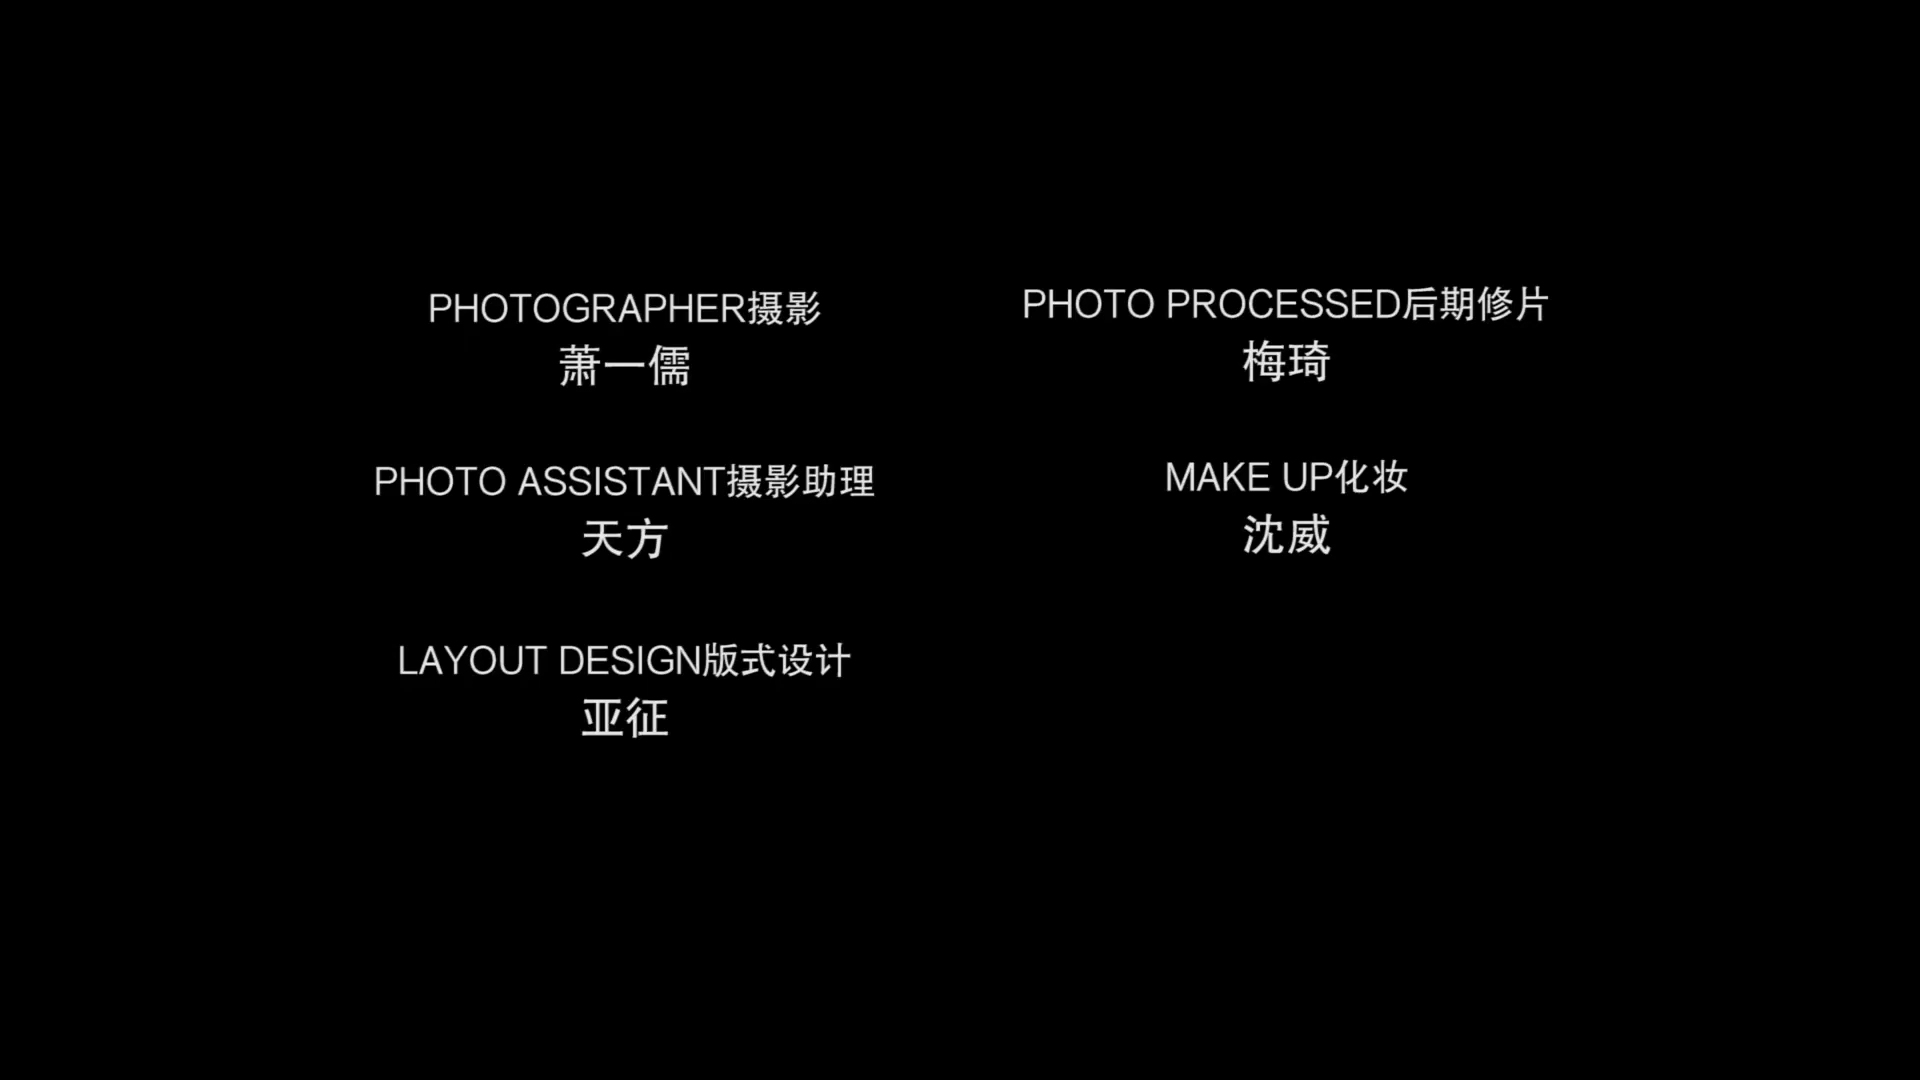 PHOTOGRAPHER摄影
萧一儒
PHOTO PROCESSED后期修片
梅琦
PHOTO ASSISTANT摄影助理
天方
MAKE UP化妆
沈威
LAYOUT DESIGN版式设计
亚征